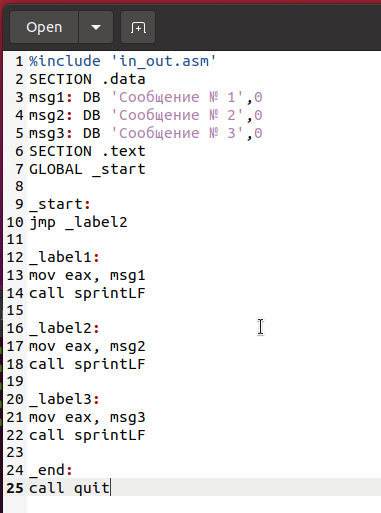 Open
1 %include 'in_out.asm'
2 SECTION .data
3 msg1: DB 'Сообщение № 1',0
4 msg2: DB 'Сообщение № 2',0
5 msg3: DB 'Сообщение № 3',0
6 SECTION .text
7 GLOBAL _start
8
9 _start:
10 jmp _label2
11
12 _label1:
13 mov eax, msg1
14 call sprintLF
15
16 _label2:
17 mov eax, msg2
18 call sprintLF
19
20 _label3:
21 mov eax, msg3
22 call sprintLF
23
24 _end:
25 call quit